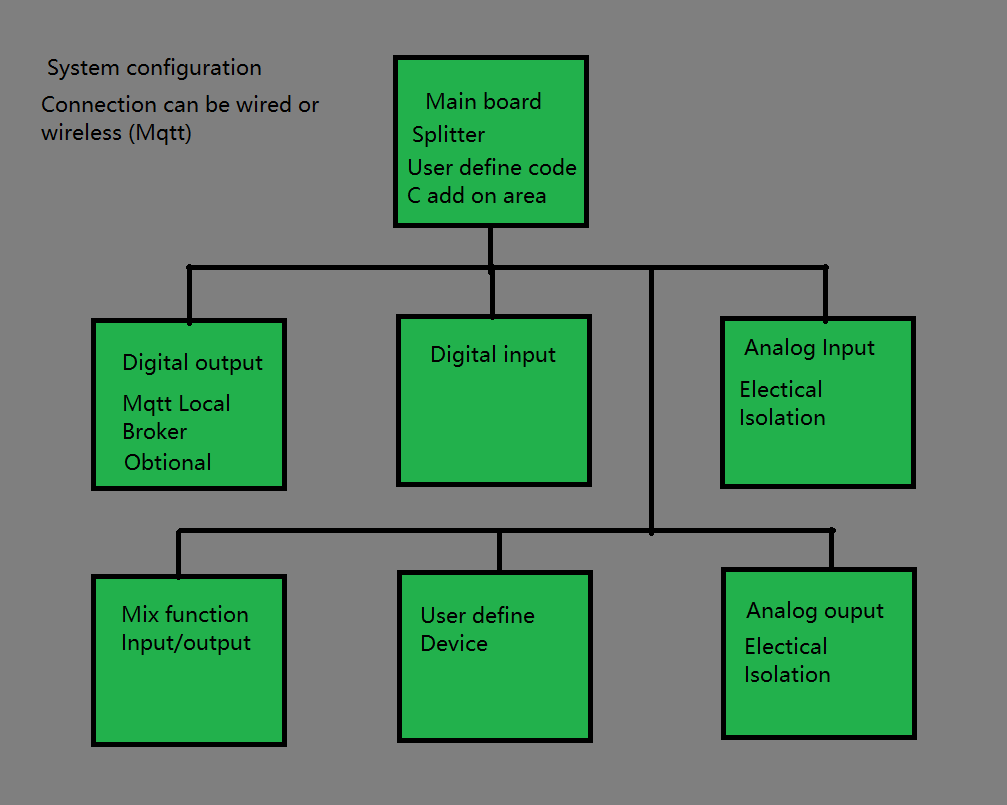 System configuration
Connection can be wired or
wireless (Mqtt)
Main board
Splitter
User define code
C add on area
Digital output
Mqtt Local
Broker
Obtional
Digital input
Analog Input
Electical
Isolation
Mix function
Input/output
User define
Device
Analog ouput
Electical
Isolation